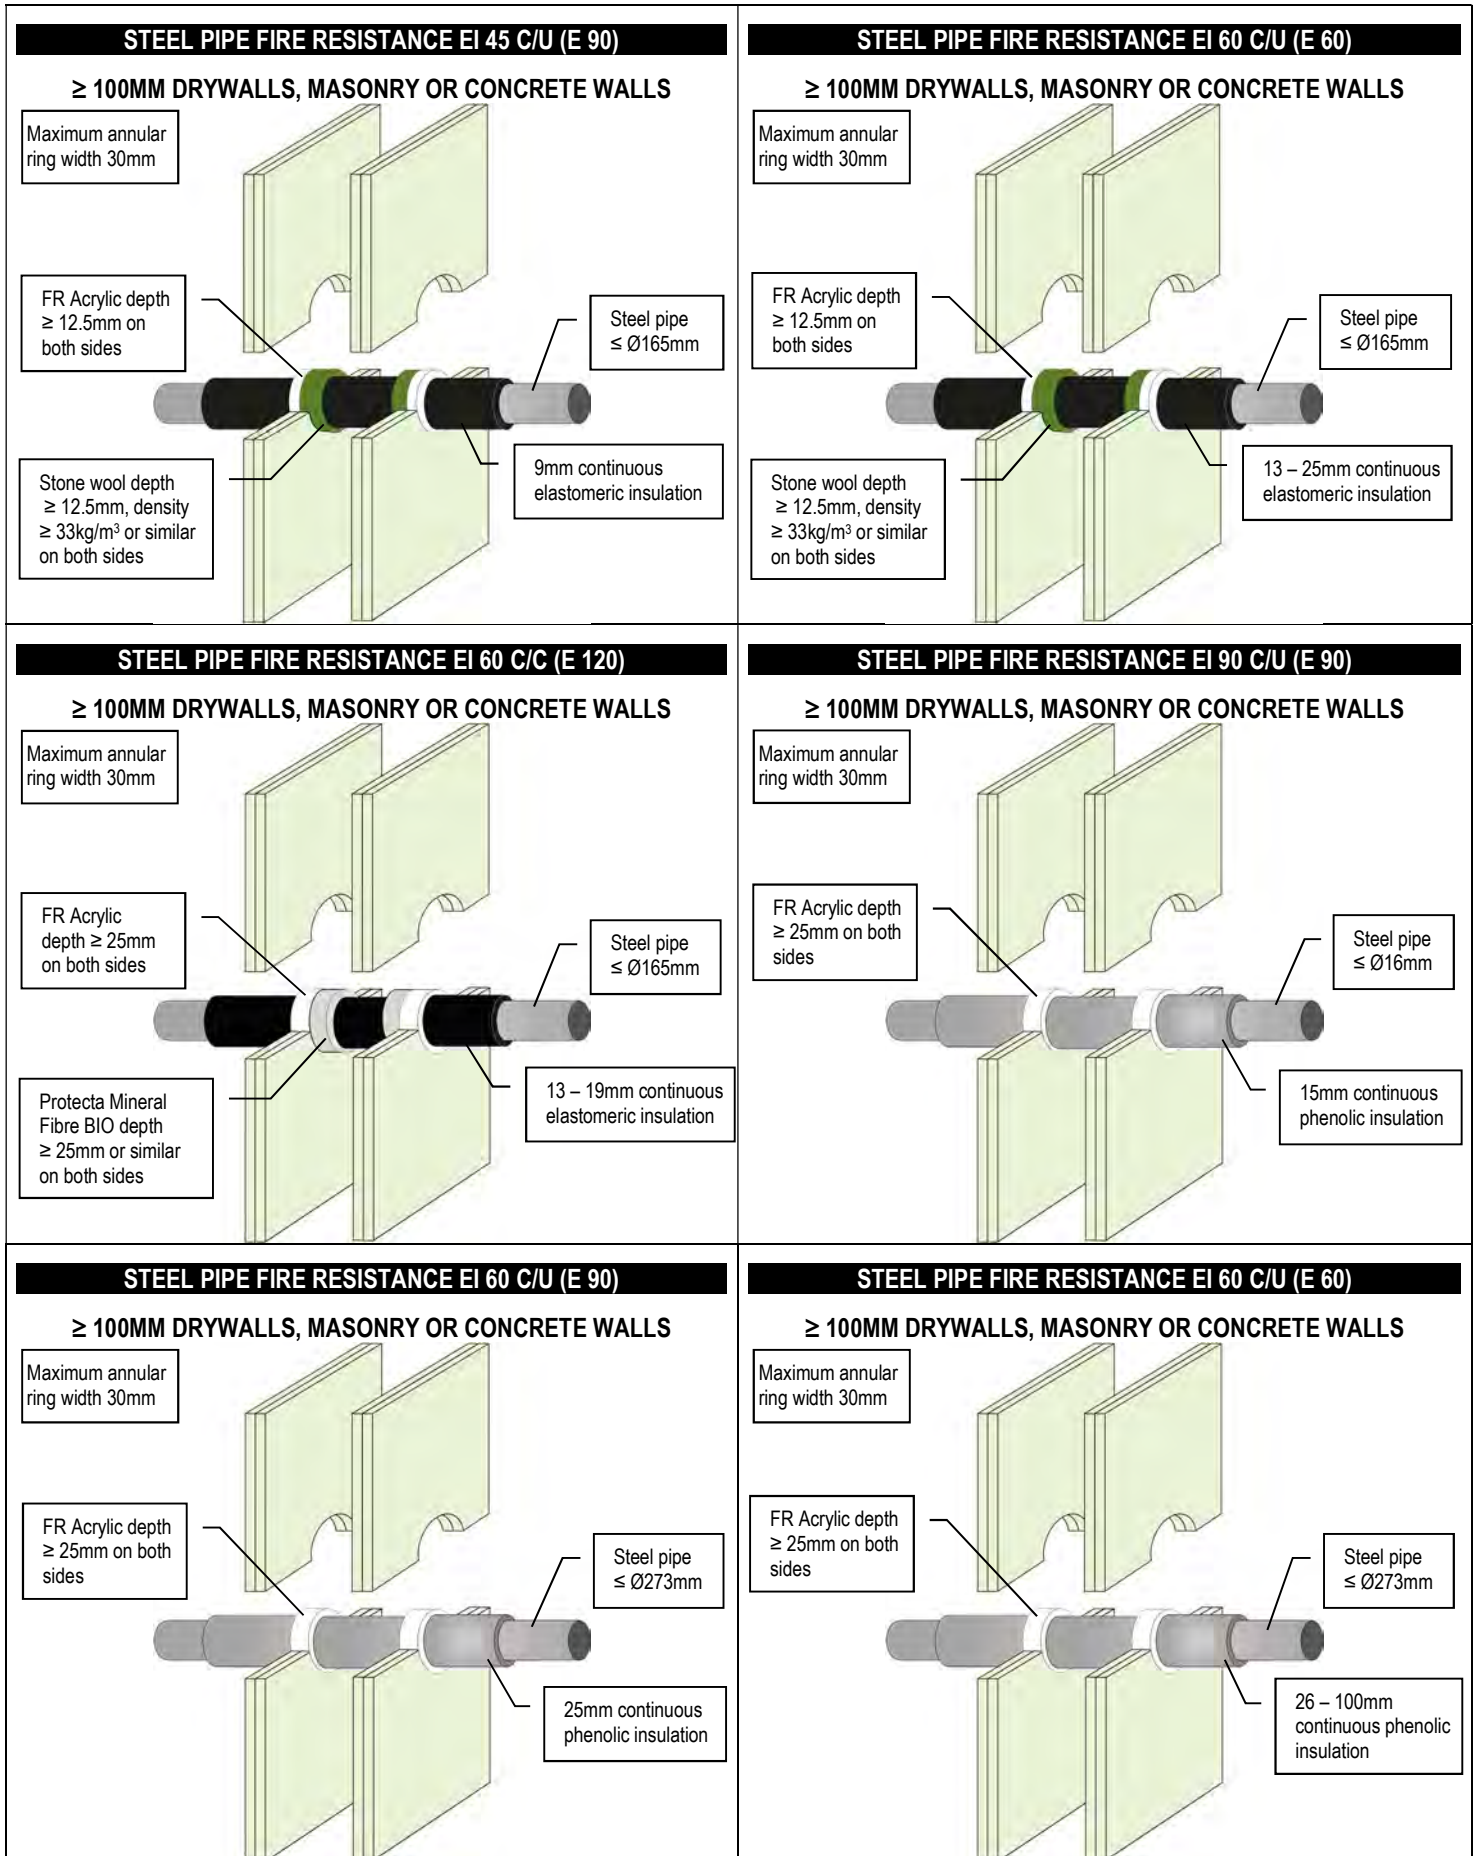 STEEL PIPE FIRE RESISTANCE EI 45 C/U (E 90)
≥ 100MM DRYWALLS, MASONRY OR CONCRETE WALLS
Maximum annular
ring width 30mm
FR Acrylic depth
≥ 12.5mm on
both sides
Steel pipe
≤ Ø165mm
Stone wool depth
≥ 12.5mm, density
≥ 33kg/m³ or similar
on both sides
9mm continuous
elastomeric insulation
STEEL PIPE FIRE RESISTANCE EI 60 C/U (E 60)
≥ 100MM DRYWALLS, MASONRY OR CONCRETE WALLS
Maximum annular
ring width 30mm
FR Acrylic depth
≥ 12.5mm on
both sides
Steel pipe
≤ Ø165mm
Stone wool depth
≥ 12.5mm, density
≥ 33kg/m³ or similar
on both sides
13 – 25mm continuous
elastomeric insulation
STEEL PIPE FIRE RESISTANCE EI 60 C/C (E 120)
≥ 100MM DRYWALLS, MASONRY OR CONCRETE WALLS
Maximum annular
ring width 30mm
FR Acrylic
depth ≥ 25mm
on both sides
Steel pipe
≤ Ø165mm
Protecta Mineral
Fibre BIO depth
≥ 25mm or similar
on both sides
13 – 19mm continuous
elastomeric insulation
STEEL PIPE FIRE RESISTANCE EI 90 C/U (E 90)
≥ 100MM DRYWALLS, MASONRY OR CONCRETE WALLS
Maximum annular
ring width 30mm
FR Acrylic depth
≥ 25mm on both
sides
Steel pipe
≤ Ø16mm
15mm continuous
phenolic insulation
STEEL PIPE FIRE RESISTANCE EI 60 C/U (E 90)
≥ 100MM DRYWALLS, MASONRY OR CONCRETE WALLS
Maximum annular
ring width 30mm
FR Acrylic depth
≥ 25mm on both
sides
Steel pipe
≤ Ø273mm
25mm continuous
phenolic insulation
STEEL PIPE FIRE RESISTANCE EI 60 C/U (E 60)
≥ 100MM DRYWALLS, MASONRY OR CONCRETE WALLS
Maximum annular
ring width 30mm
FR Acrylic depth
≥ 25mm on both
sides
Steel pipe
≤ Ø273mm
26 – 100mm
continuous phenolic
insulation